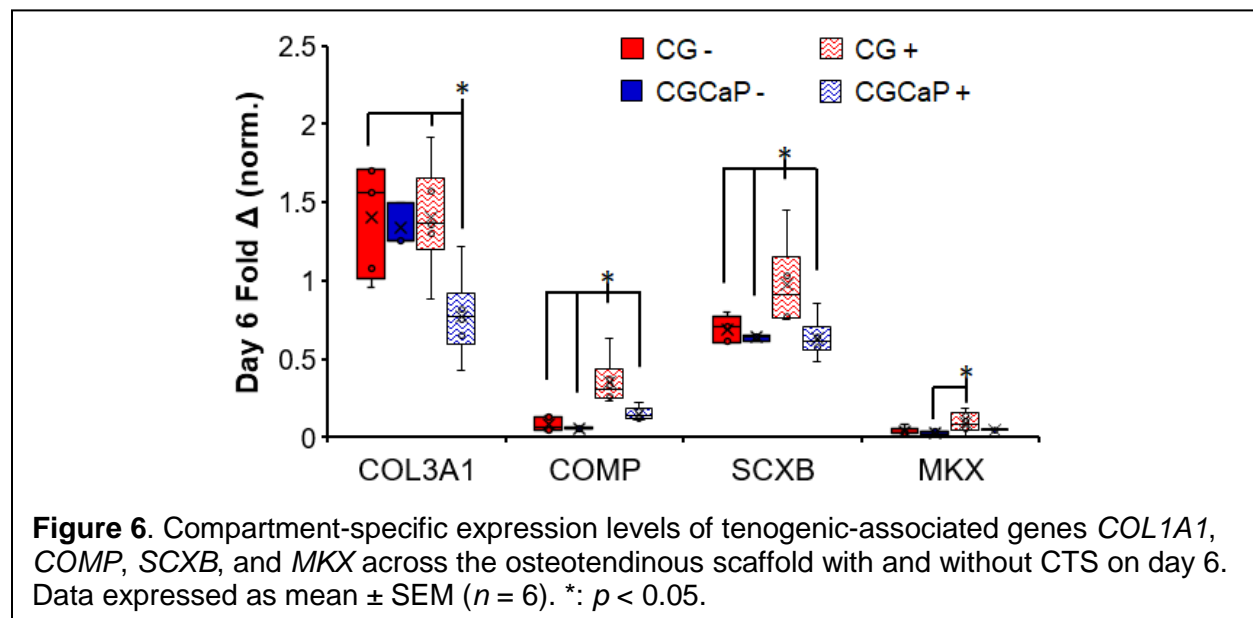 2.5
2
1.5
1
0.5
0
Day 6 Fold Δ (norm.)
CG - CG +
CGCaP - CGCaP +
*
*
*
*
COL3A1 COMP SCXB MKX
Figure 6. Compartment-specific expression levels of tenogenic-associated genes COL1A1,
COMP, SCXB, and MKX across the osteotendinous scaffold with and without CTS on day 6.
Data expressed as mean ± SEM (n = 6). *: p < 0.05.